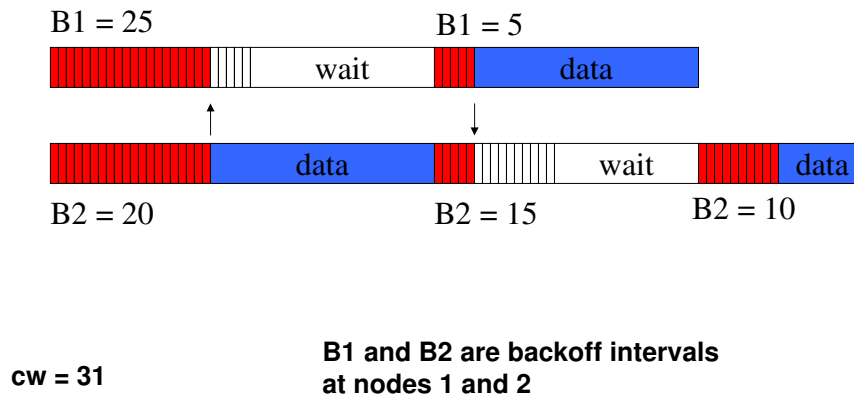 B1 = 25
B1 = 5
wait
data
data
wait
data
B2 = 20
B2 = 15
B2 = 10
cw = 31
B1 and B2 are backoff intervals
at nodes 1 and 2